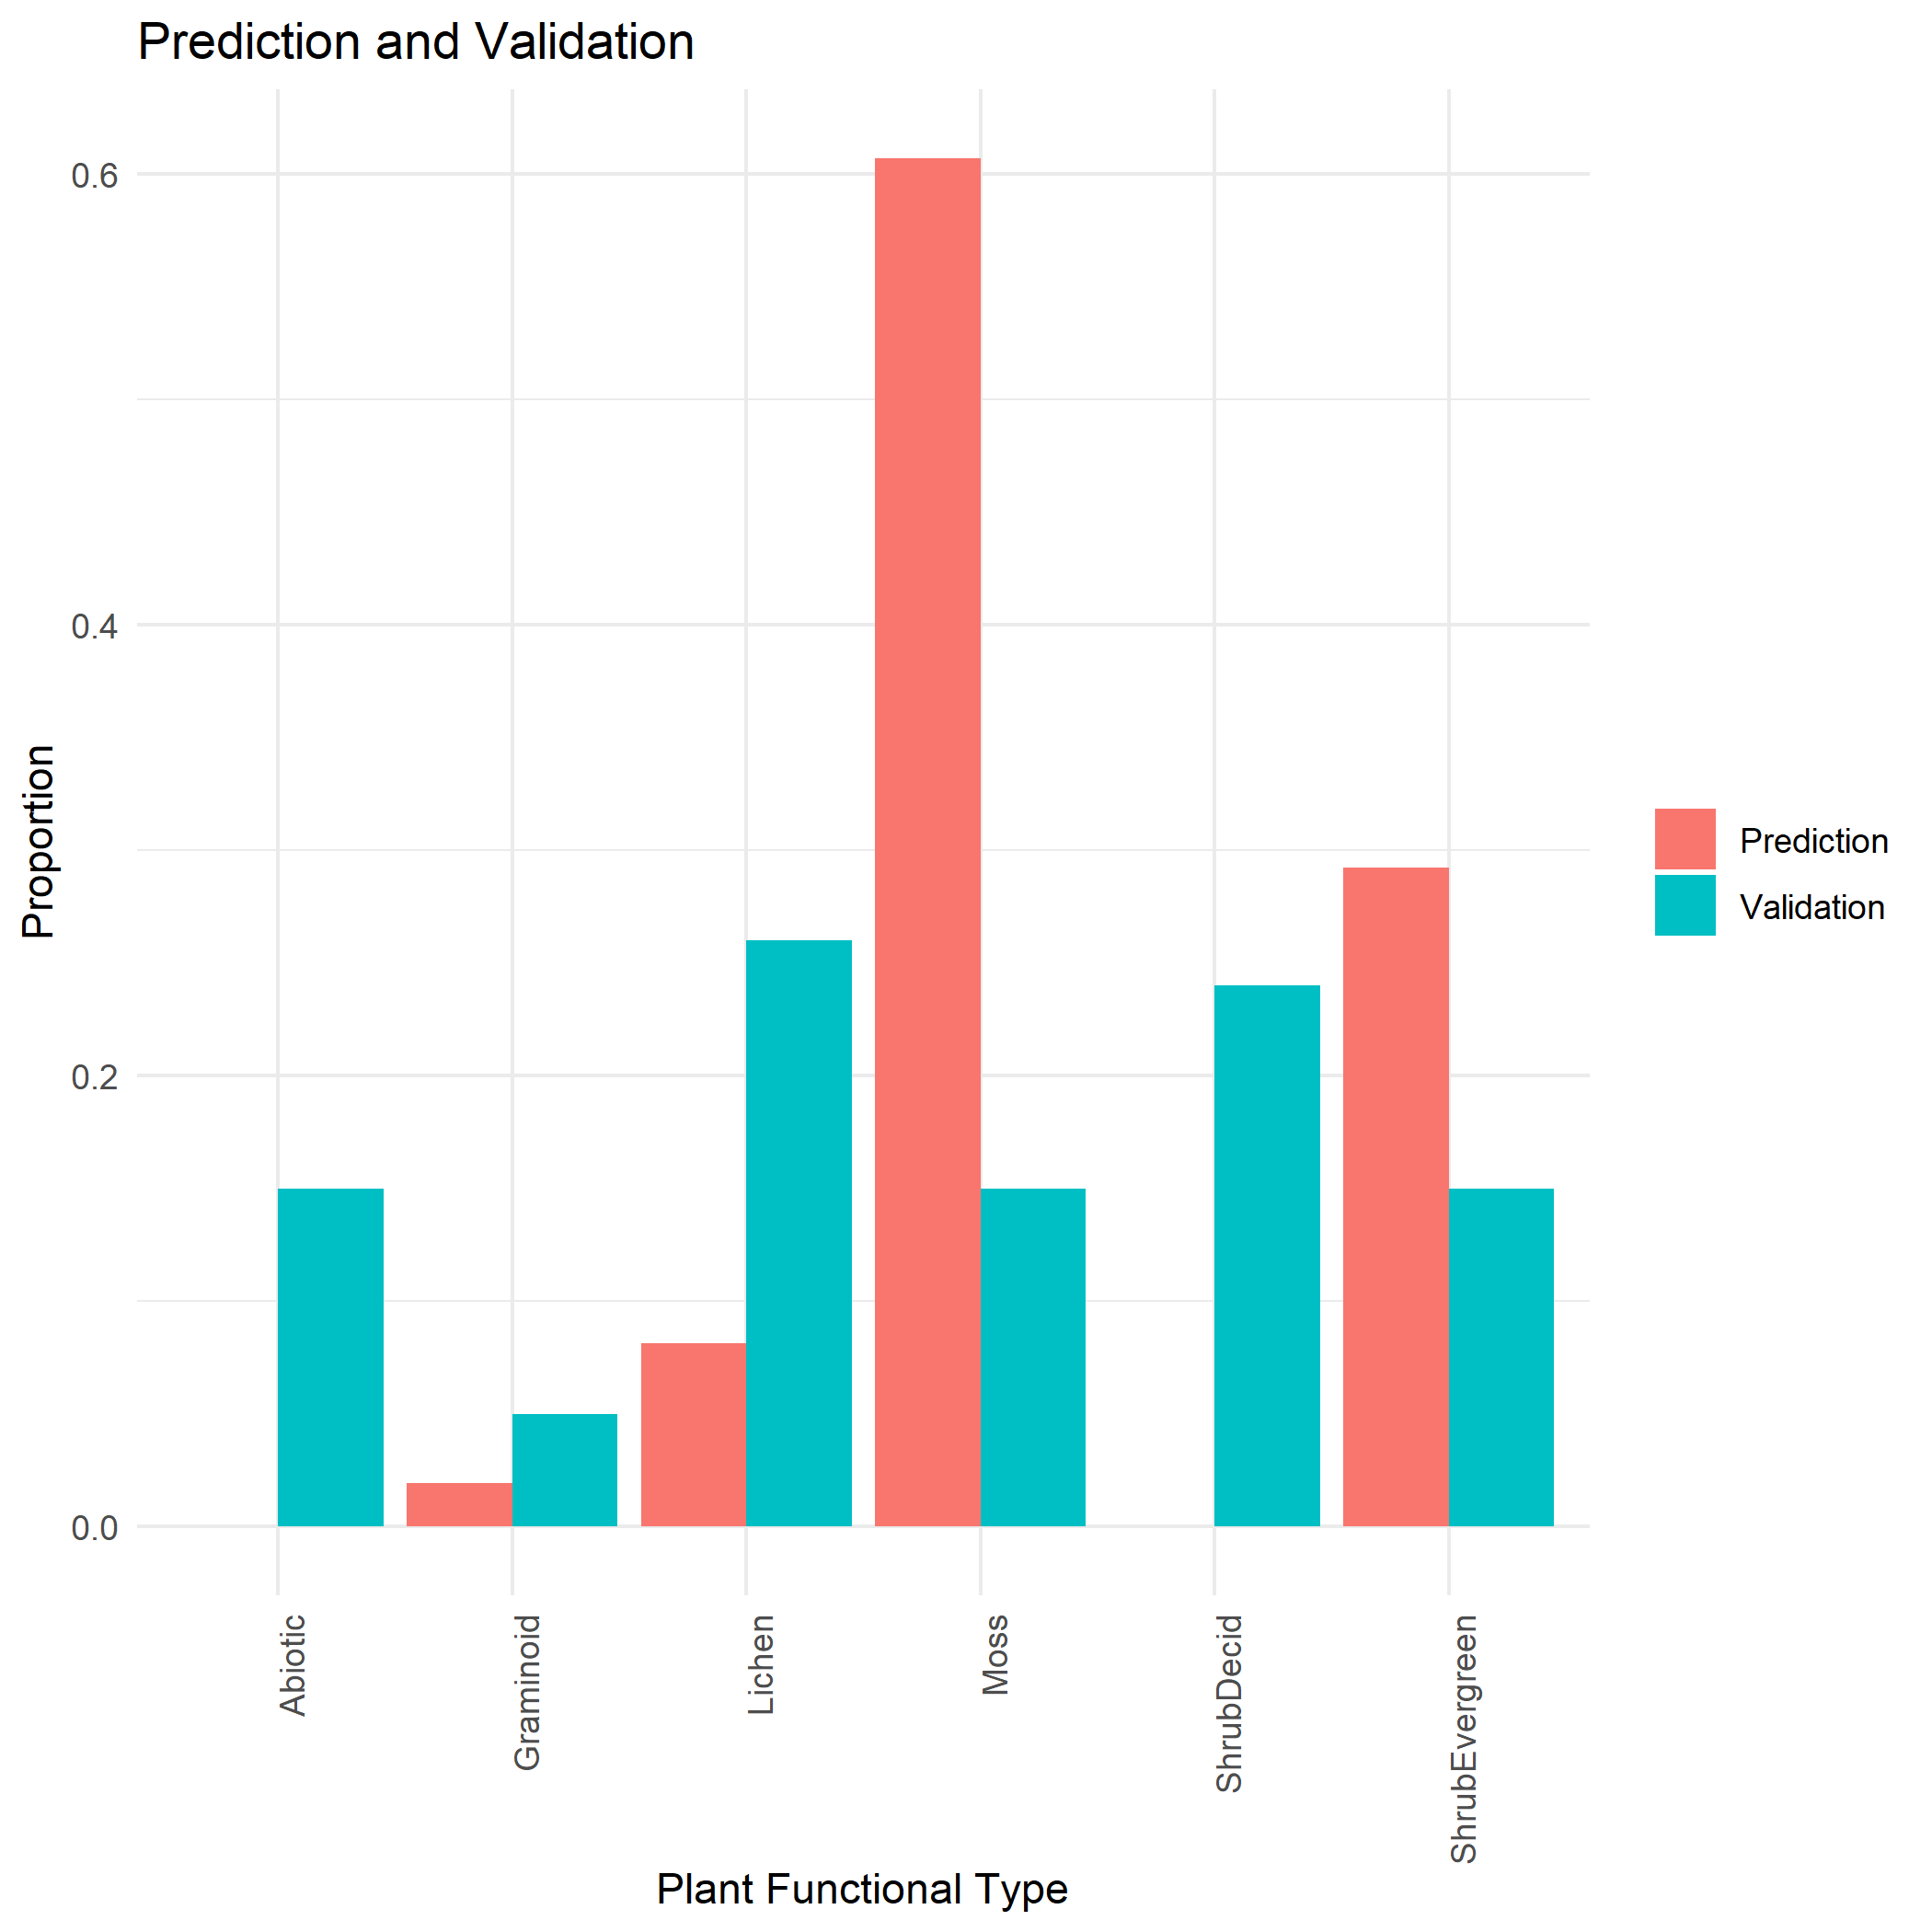 Prediction and Validation
0.6
0.4
0.2
0.0
Proportion
Abiotic
Graminoid
Lichen
Moss
ShrubDecid
ShrubEvergreen
Plant Functional Type
Prediction
Validation